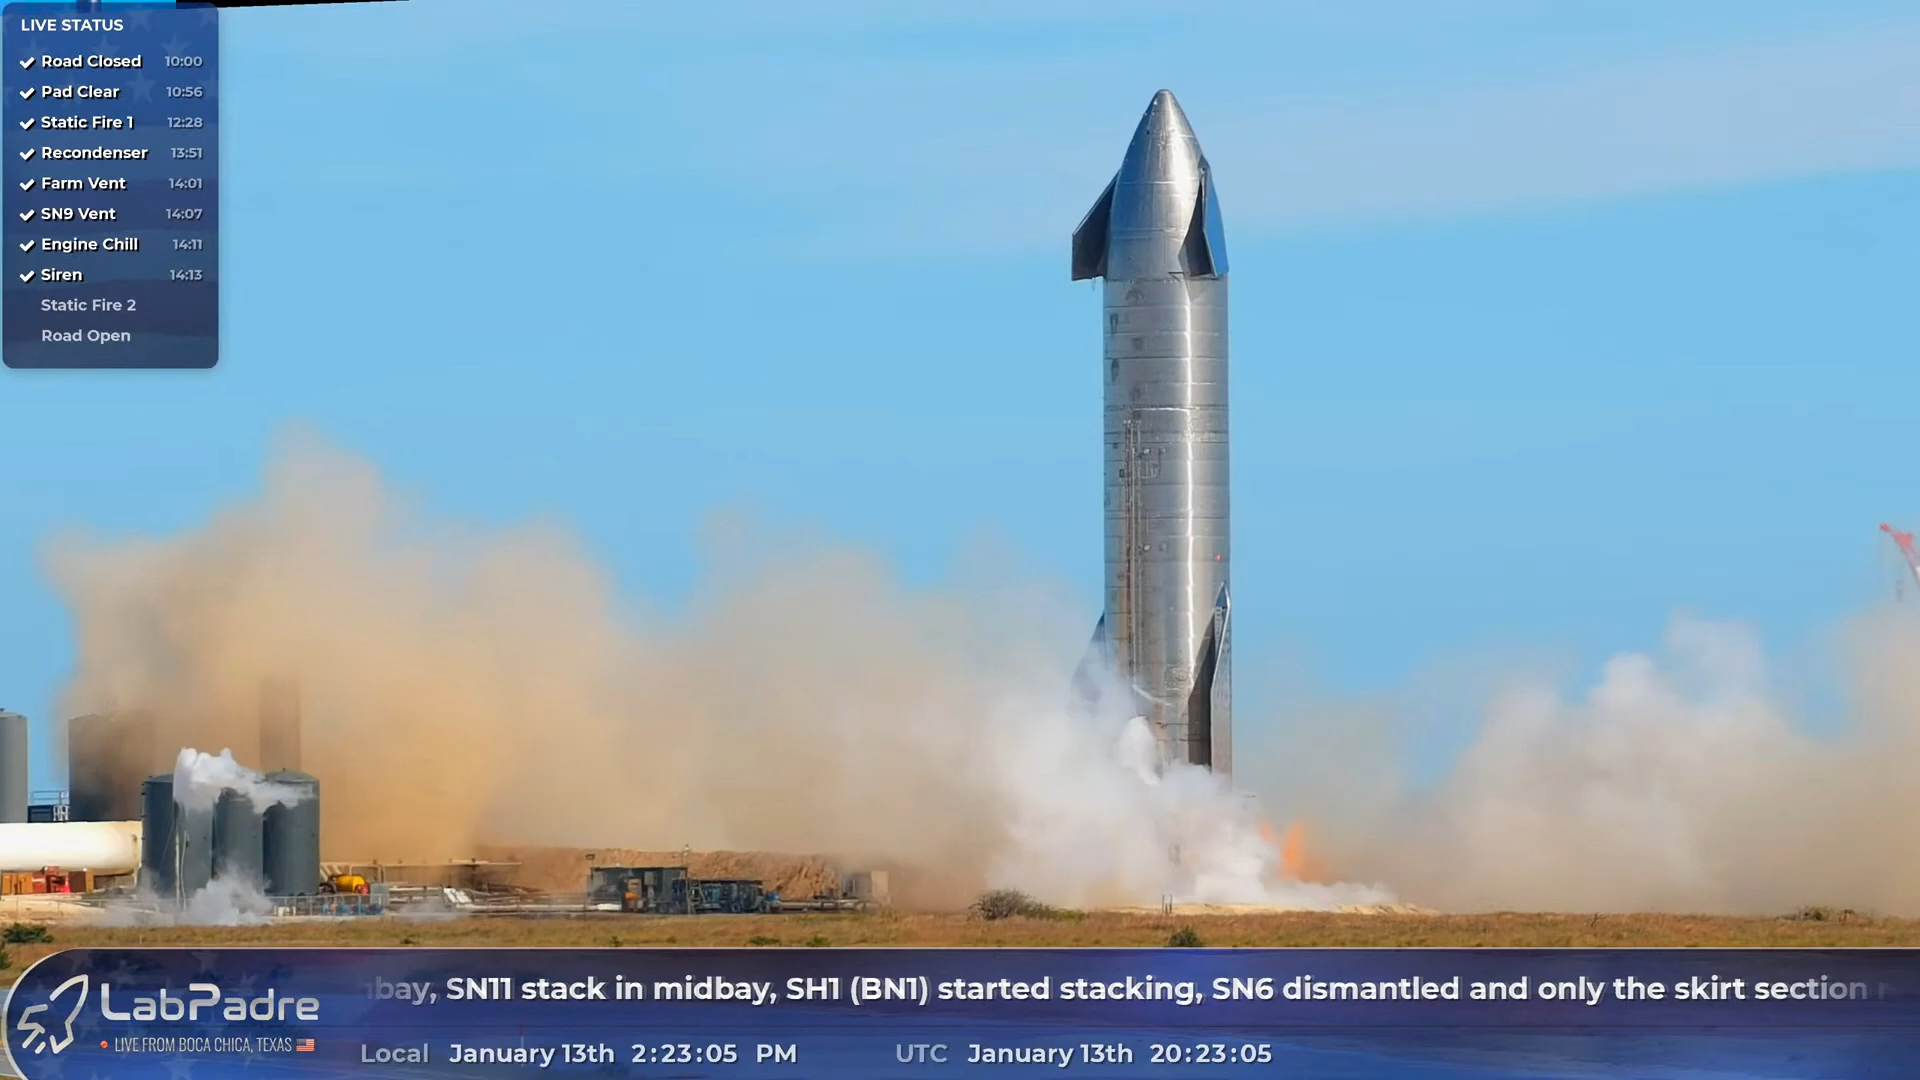 LIVE STATUS
Road Closed 10:00
Pad Clear 10:56
Static Fire 1 12:28
Recondenser 13:51
Farm Vent 14:01
SN9 Vent 14:07
Engine Chill 14:11
Siren 14:13
Static Fire 2
Road Open
bay, SN11 stack in midbay, SH1 (BN1) started stacking, SN6 dismantled and only the skirt section
LabPadre
LIVE FROM BOCA CHICA, TEXAS
Local January 13th 2:23:05 PM UTC January 13th 20:23:05